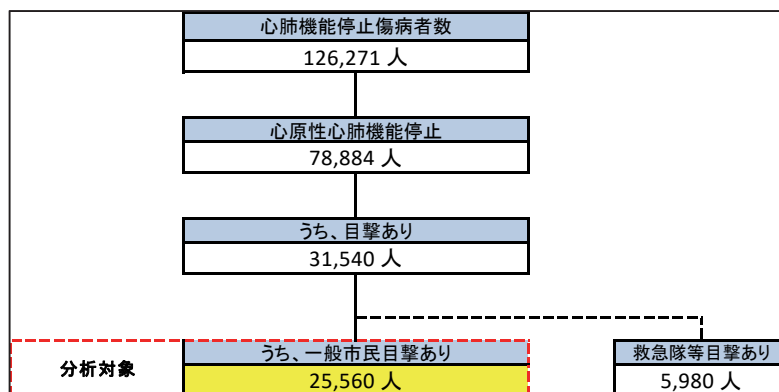 心肺機能停止傷病者数
126,271 人
心原性心肺機能停止
78,884 人
うち、目撃あり
31,540 人
分析対象
うち、一般市民目撃あり
25,560 人
救急隊等目撃あり
5,980 人